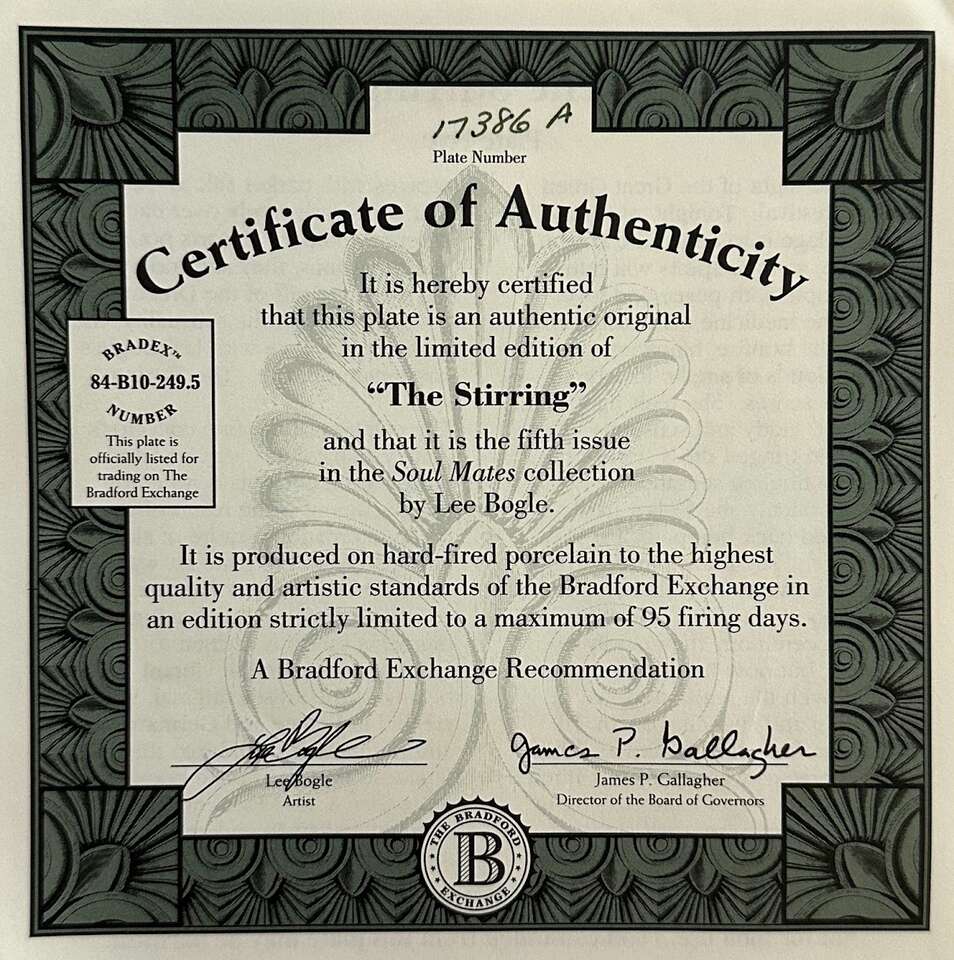 17386 A
Plate Number
Certificate of Authenticity
It is hereby certified
that this plate is an authentic original
in the limited edition of
“The Stirring”
and that it is the fifth issue
in the Soul Mates collection
by Lee Bogle.
BRADEX™
84-B10-249.5
NUMBER
This plate is
officially listed for
trading on The
Bradford Exchange
It is produced on hard-fired porcelain to the highest
quality and artistic standards of the Bradford Exchange in
an edition strictly limited to a maximum of 95 firing days.
A Bradford Exchange Recommendation
Lee Bogle
James P. Gallagher
Lee Bogle
Artist
James P. Gallagher
Director of the Board of Governors
THE BRADFORD
B
EXCHANGE